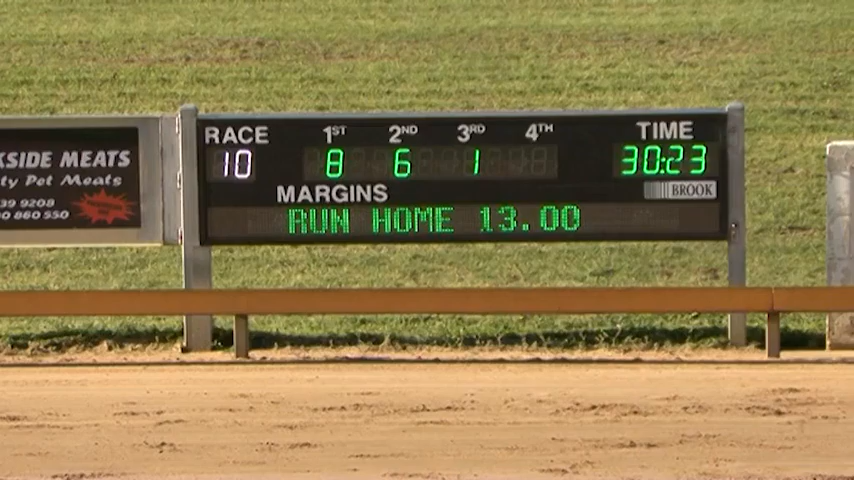 KSIDE MEATS
ty Pet Meats
39 9208
0 860 550
RACE 1ST 2ND 3RD 4TH TIME
10 8 6 1 30:23
MARGINS BROOK
RUN HOME 13.00